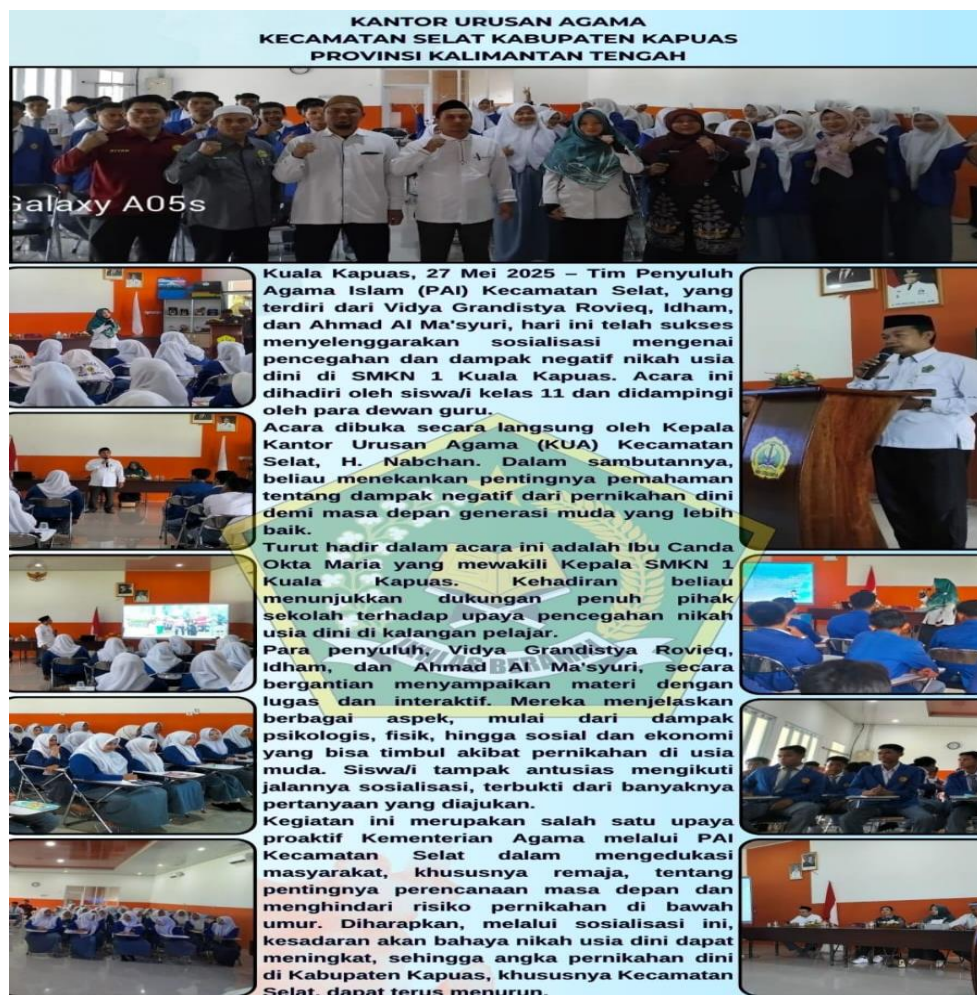 KANTOR URUSAN AGAMA
KECAMATAN SELAT KABUPATEN KAPUAS
PROVINSI KALIMANTAN TENGAH
Galaxy A05s
Kuala Kapuas, 27 Mei 2025 – Tim Penyuluh
Agama Islam (PAI) Kecamatan Selat, yang
terdiri dari Vidya Grandistya Rovieq, Idham,
dan Ahmad Al Ma'syuri, hari ini telah sukses
menyelenggarakan sosialisasi mengenai
pencegahan dan dampak negatif nikah usia
dini di SMKN 1 Kuala Kapuas. Acara ini
dihadiri oleh siswa/i kelas 11 dan didampingi
oleh para dewan guru.
Acara dibuka secara langsung oleh Kepala
Kantor Urusan Agama (KUA) Kecamatan
Selat, H. Nabchan. Dalam sambutannya,
beliau menekankan pentingnya pemahaman
tentang dampak negatif dari pernikahan dini
demi masa depan generasi muda yang lebih
baik.
Turut hadir dalam acara ini adalah Ibu Canda
Okta Maria yang mewakili Kepala SMKN 1
Kuala Kapuas. Kehadiran beliau
menunjukkan dukungan penuh pihak
sekolah terhadap upaya pencegahan nikah
usia dini di kalangan pelajar.
Para penyuluh, Vidya Grandistya Rovieq,
Idham, dan Ahmad Al Ma'syuri, secara
bergantian menyampaikan materi dengan
lugas dan interaktif. Mereka menjelaskan
berbagai aspek, mulai dari dampak
psikologis, fisik, hingga sosial dan ekonomi
yang bisa timbul akibat pernikahan di usia
muda. Siswa/i tampak antusias mengikuti
jalannya sosialisasi, terbukti dari banyaknya
pertanyaan yang diajukan.
Kegiatan ini merupakan salah satu upaya
proaktif Kementerian Agama melalui PAI
Kecamatan Selat dalam mengedukasi
masyarakat, khususnya remaja, tentang
pentingnya perencanaan masa depan dan
menghindari risiko pernikahan di bawah
umur. Diharapkan, melalui sosialisasi ini,
kesadaran akan bahaya nikah usia dini dapat
meningkat, sehingga angka pernikahan dini
di Kabupaten Kapuas, khususnya Kecamatan
Selat, dapat terus menurun.